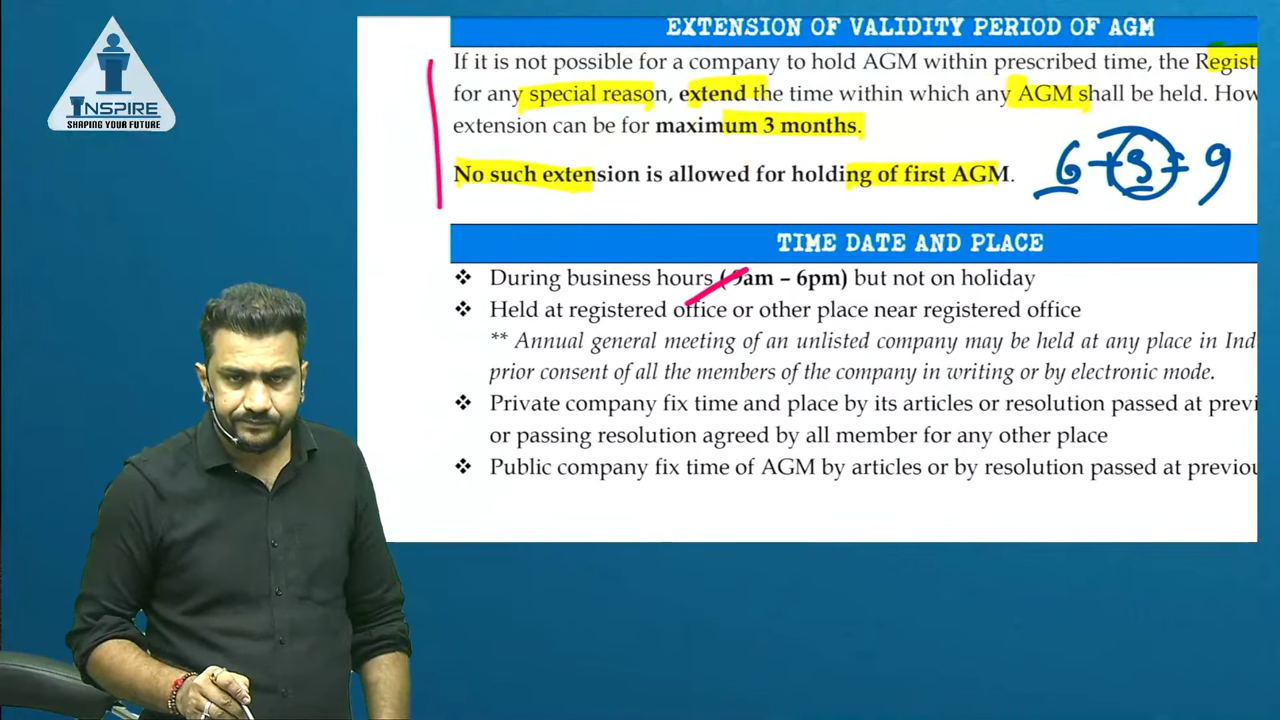 INSPIRE
SHAPING YOUR FUTURE
EXTENSION OF VALIDITY PERIOD OF AGM
If it is not possible for a company to hold AGM within prescribed time, the Regist
for any special reason, extend the time within which any AGM shall be held. How
extension can be for maximum 3 months.
No such extension is allowed for holding of first AGM.
6 + 3 = 9
TIME DATE AND PLACE
❖ During business hours (9am – 6pm) but not on holiday
❖ Held at registered office or other place near registered office
** Annual general meeting of an unlisted company may be held at any place in Ind
prior consent of all the members of the company in writing or by electronic mode.
❖ Private company fix time and place by its articles or resolution passed at previ
or passing resolution agreed by all member for any other place
❖ Public company fix time of AGM by articles or by resolution passed at previou